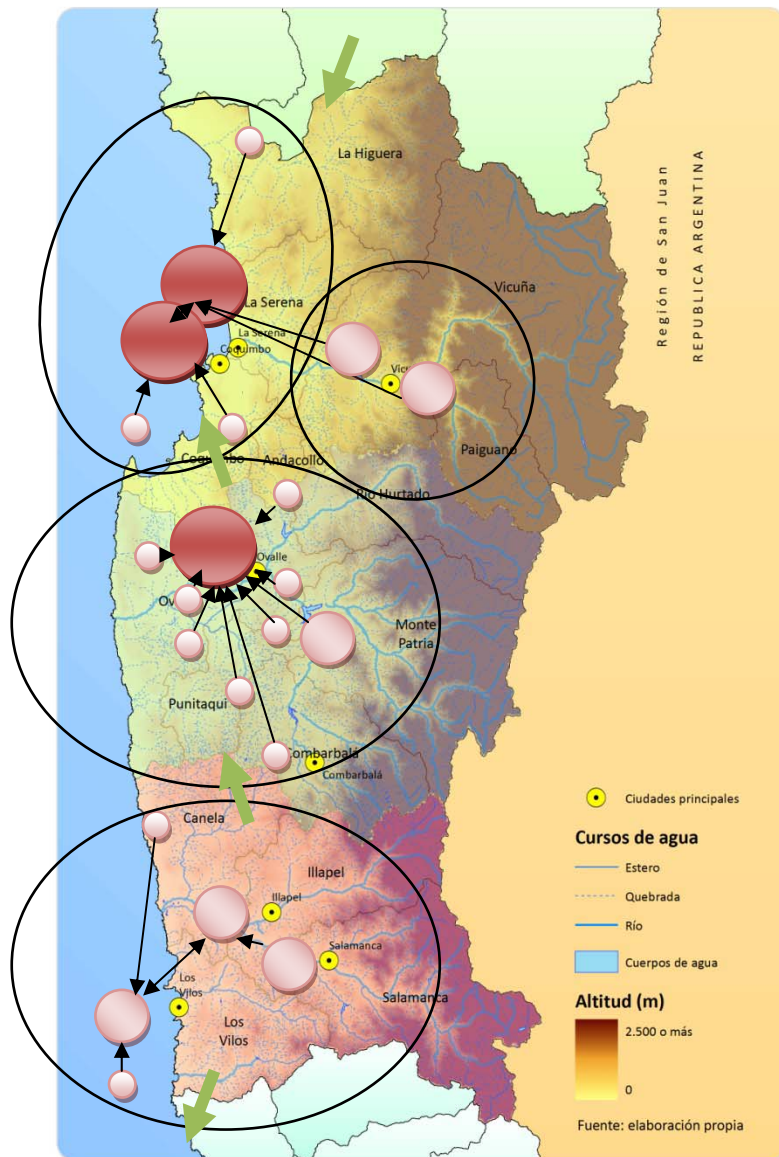 La Higuera
Región de San Juan
REPUBLICA ARGENTINA
Vicuña
La Serena
La Serena
Coquimbo
Vicu
Paiguano
Coquimbo
Andacollo
Río Hurtado
Ovalle
Ov
Monte
Patria
Punitaqui
Combarbalá
Combarbalá
Canela
Illapel
Illapel
Salamanca
Salamanca
Los
Vilos
Los
Vilos
Ciudades principales
Cursos de agua
Estero
Quebrada
Río
Cuerpos de agua
Altitud (m)
2.500 o más
0
Fuente: elaboración propia